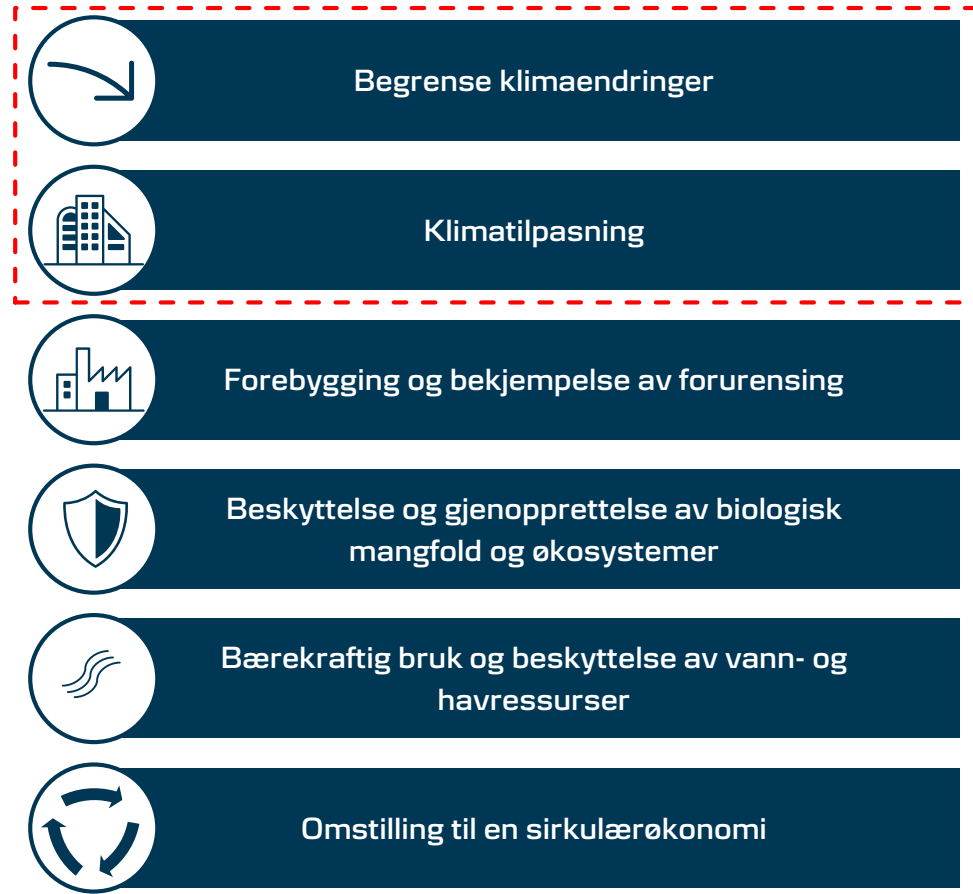 Begrense klimaendringer
Klimatilpasning
Forebygging og bekjempelse av forurensing
Beskyttelse og gjenopprettelse av biologisk
mangfold og økosystemer
Bærekraftig bruk og beskyttelse av vann- og
havressurser
Omstilling til en sirkulærøkonomi